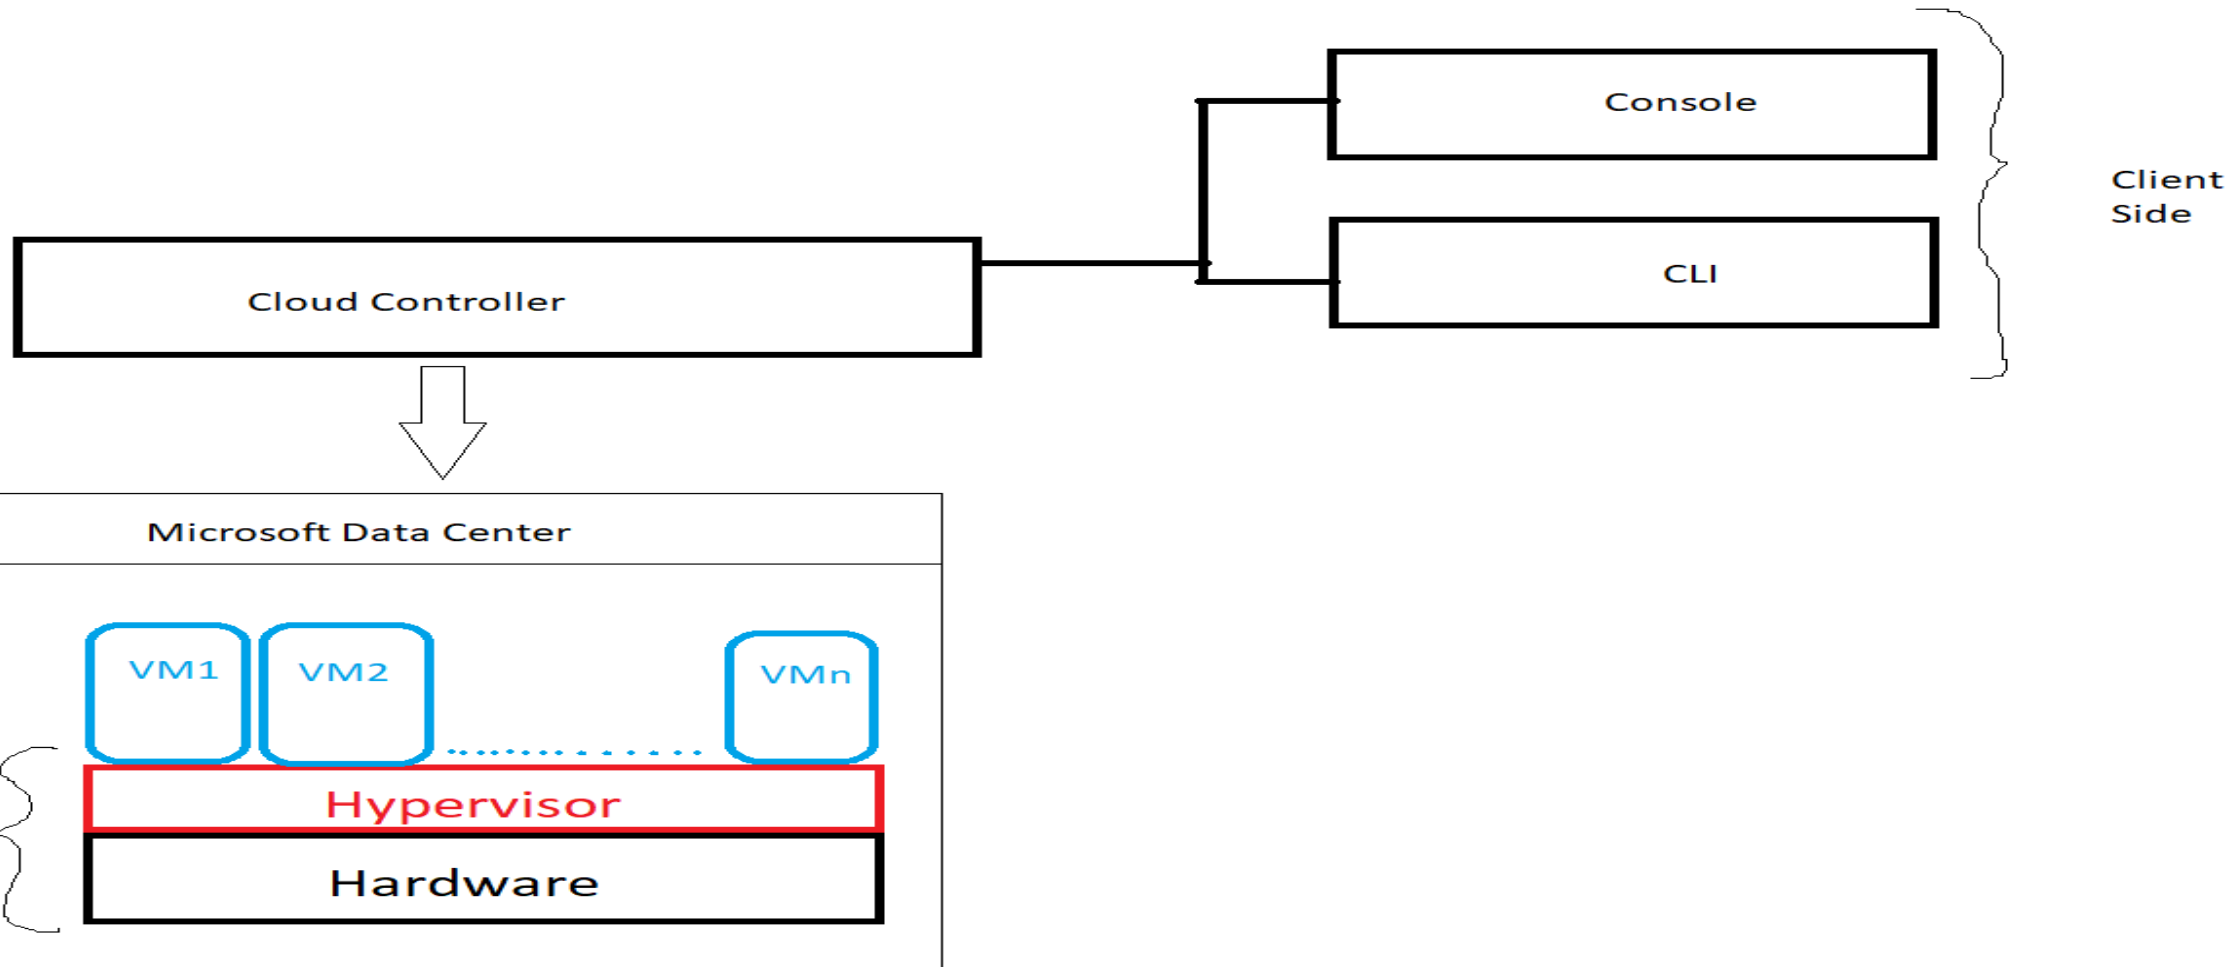 Console
Client
Side
CLI
Cloud Controller
Microsoft Data Center
VM1
VM2
VMn
Hypervisor
Hardware